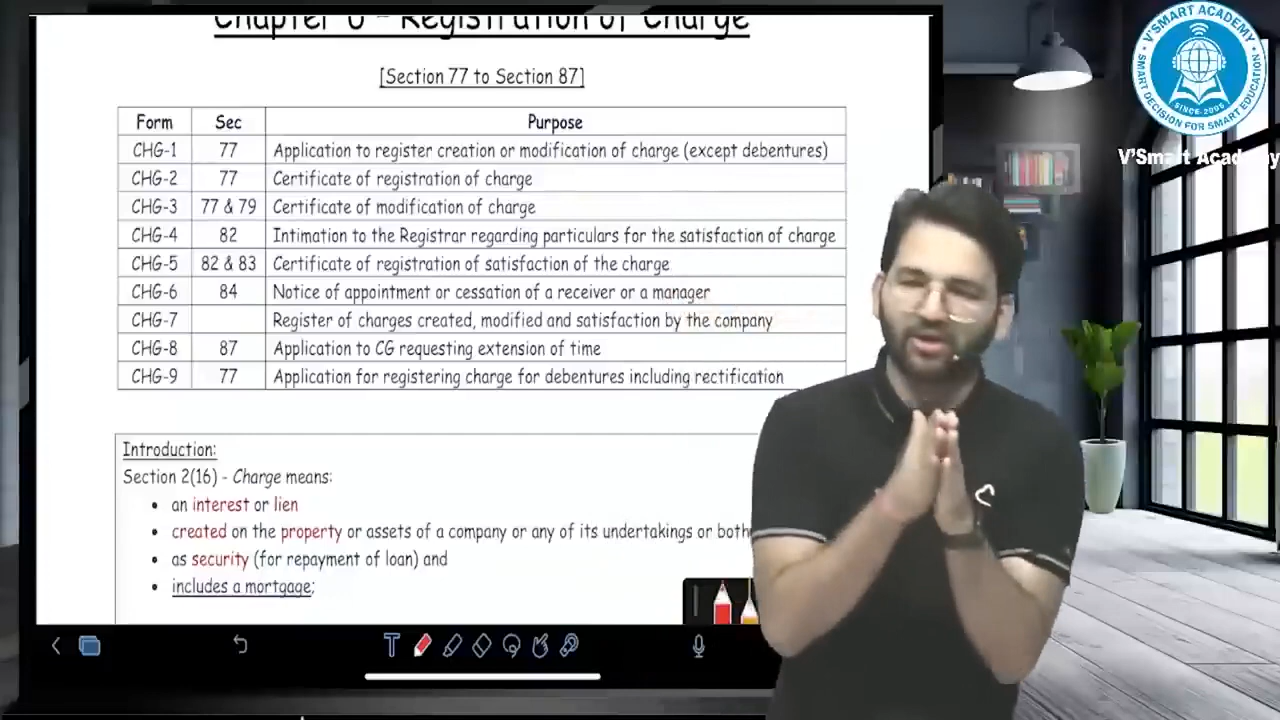 Chapter 6 - Registration of Charge
[Section 77 to Section 87]
Form Sec Purpose
CHG-1 77 Application to register creation or modification of charge (except debentures)
CHG-2 77 Certificate of registration of charge
CHG-3 77 & 79 Certificate of modification of charge
CHG-4 82 Intimation to the Registrar regarding particulars for the satisfaction of charge
CHG-5 82 & 83 Certificate of registration of satisfaction of the charge
CHG-6 84 Notice of appointment or cessation of a receiver or a manager
CHG-7 Register of charges created, modified and satisfaction by the company
CHG-8 87 Application to CG requesting extension of time
CHG-9 77 Application for registering charge for debentures including rectification
Introduction:
Section 2(16) - Charge means:
• an interest or lien
• created on the property or assets of a company or any of its undertakings or both
• as security (for repayment of loan) and
• includes a mortgage;
T
V'SMART ACADEMY
SINCE-2005
SMART DECISION FOR SMART EDUCATION
V'Smart Academy